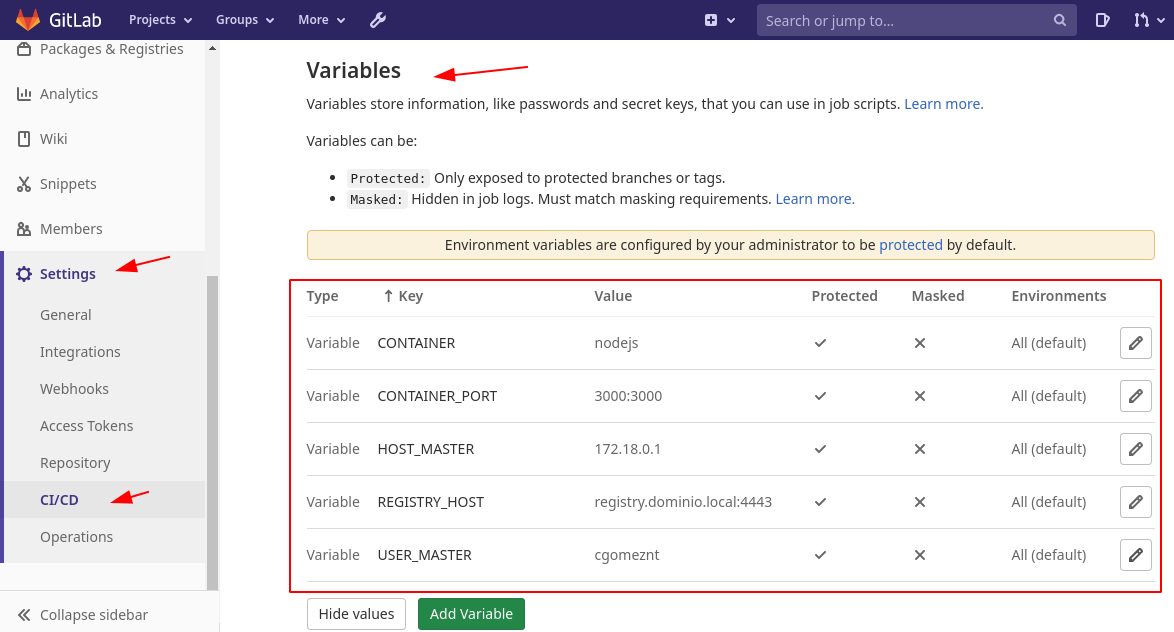 GitLab Projects Groups More Search or jump to...
Packages & Registries
Analytics
Wiki
Snippets
Members
Settings
General
Integrations
Webhooks
Access Tokens
Repository
CI/CD
Operations
Collapse sidebar
Variables
Variables store information, like passwords and secret keys, that you can use in job scripts. Learn more.
Variables can be:
Protected: Only exposed to protected branches or tags.
Masked: Hidden in job logs. Must match masking requirements. Learn more.
Environment variables are configured by your administrator to be protected by default.
Type ↑ Key Value Protected Masked Environments
Variable CONTAINER nodejs All (default)
Variable CONTAINER_PORT 3000:3000 All (default)
Variable HOST_MASTER 172.18.0.1 All (default)
Variable REGISTRY_HOST registry.dominio.local:4443 All (default)
Variable USER_MASTER cgomeznt All (default)
Hide values Add Variable